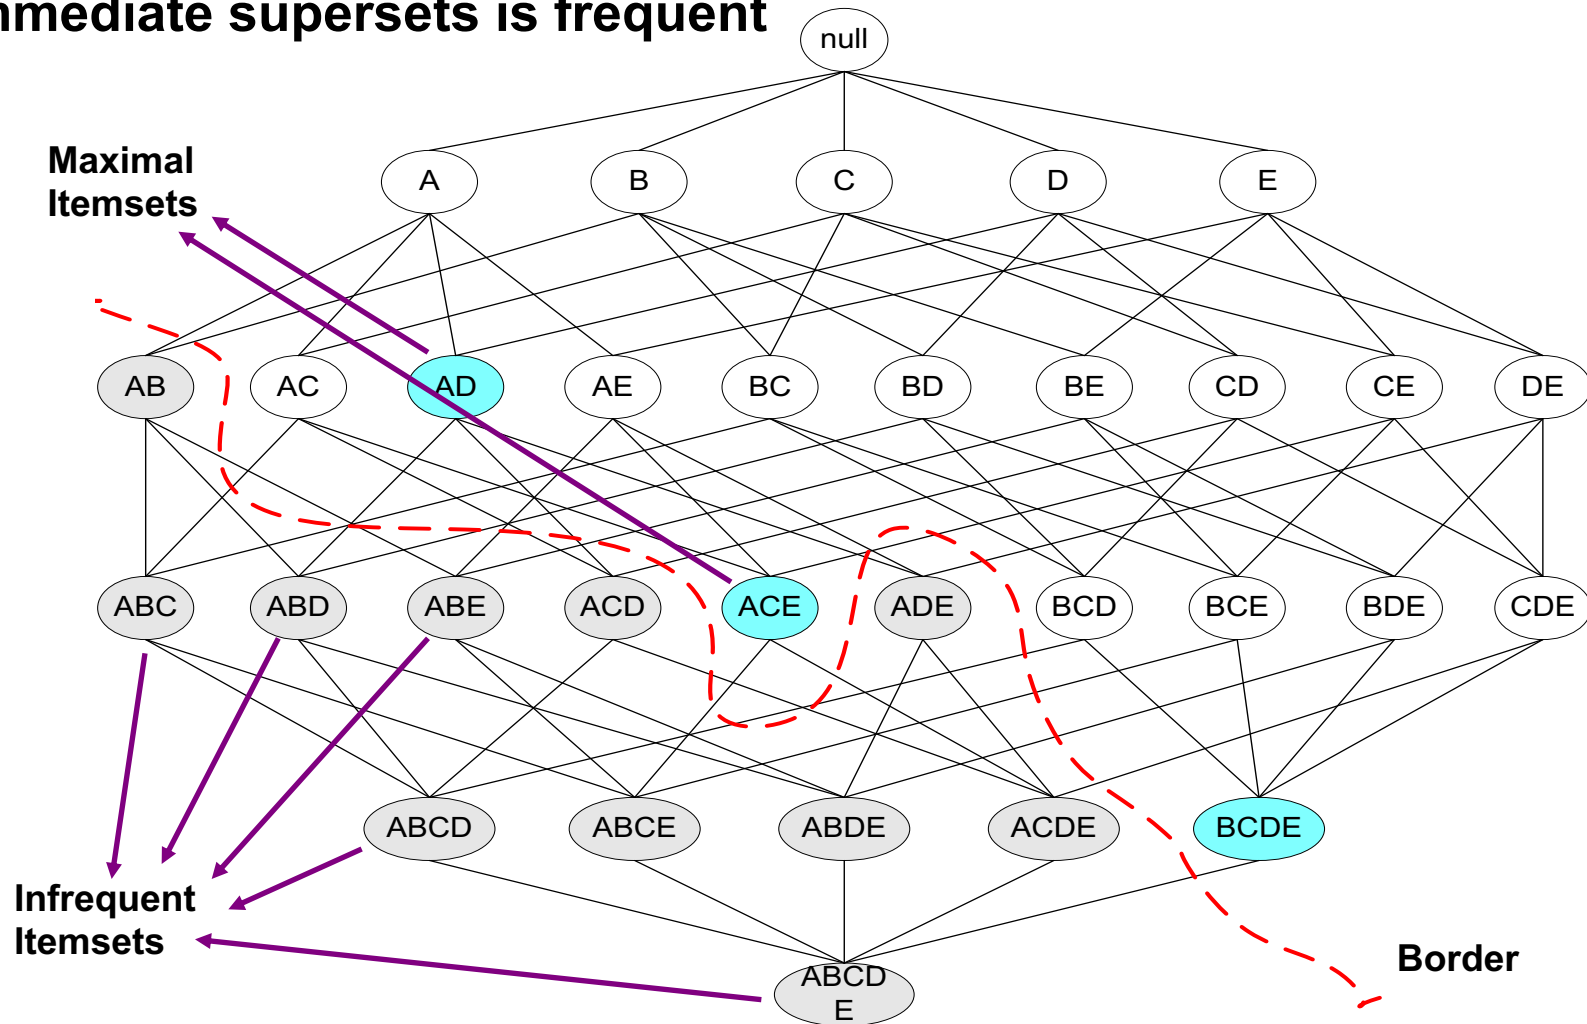 mmediate supersets is frequent
null
Maximal
Itemsets
A B C D E
AB AC AD AE BC BD BE CD CE DE
ABC ABD ABE ACD ACE ADE BCD BCE BDE CDE
ABCD ABCE ABDE ACDE BCDE
Infrequent
Itemsets
Border
ABCD
E